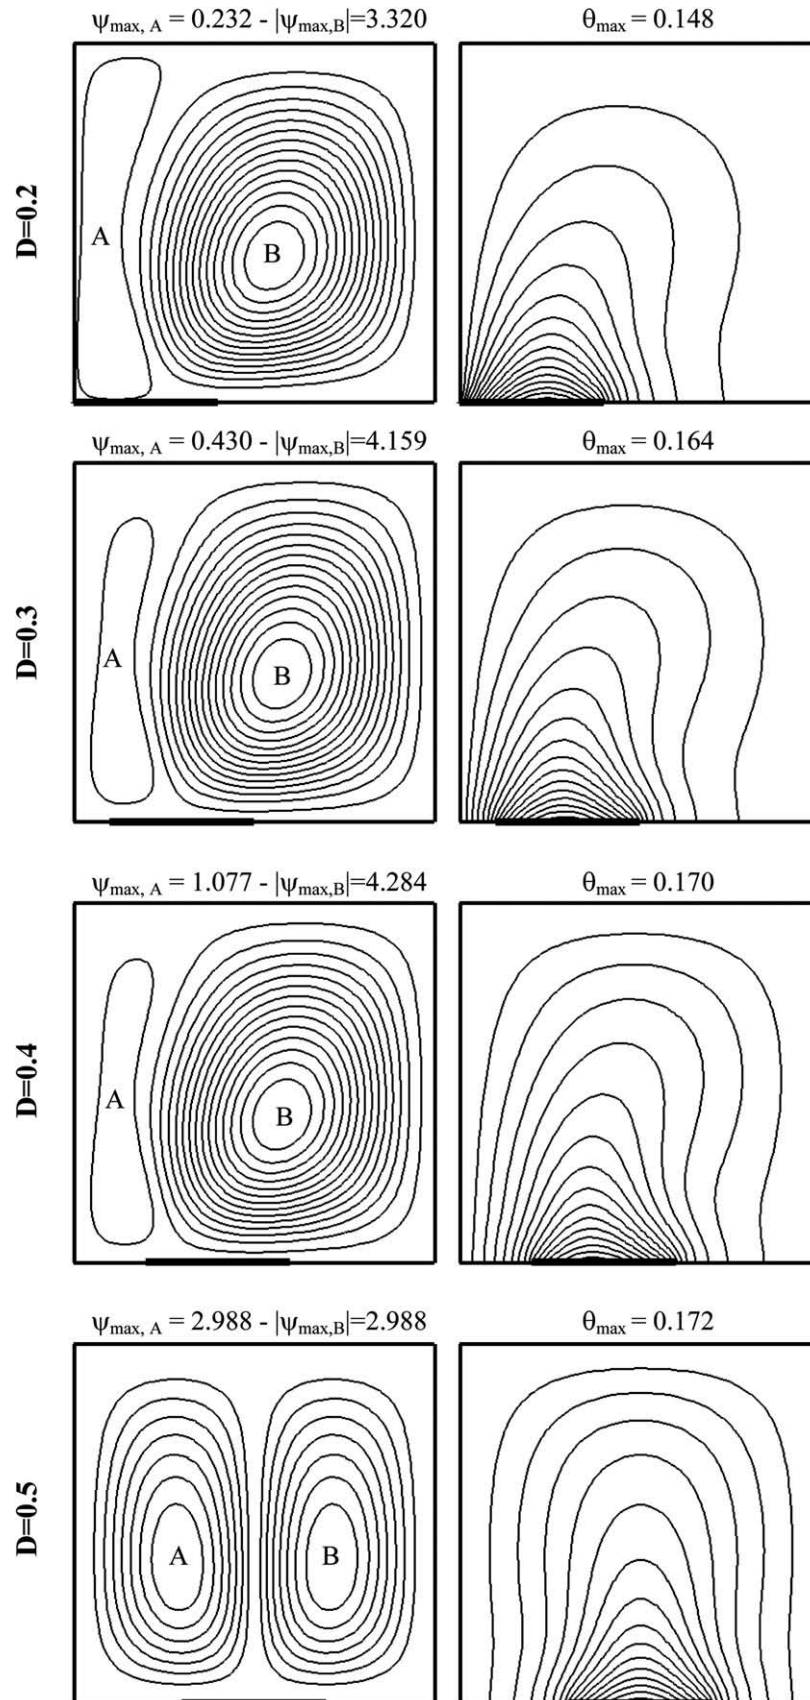 ψmax, A = 0.232 - |ψmax,B|=3.320
θmax = 0.148
D=0.2
A
B
ψmax, A = 0.430 - |ψmax,B|=4.159
θmax = 0.164
D=0.3
A
B
ψmax, A = 1.077 - |ψmax,B|=4.284
θmax = 0.170
D=0.4
A
B
ψmax, A = 2.988 - |ψmax,B|=2.988
θmax = 0.172
D=0.5
A
B